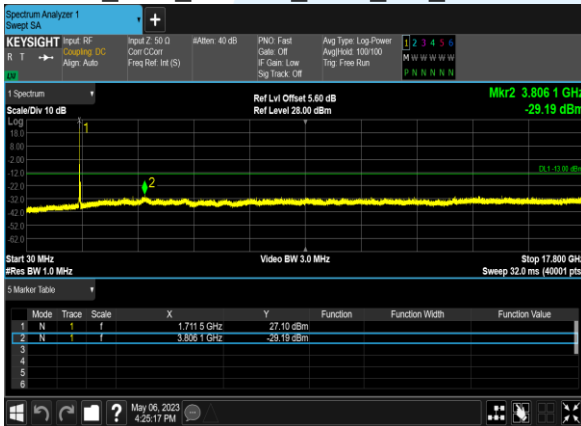 Spectrum Analyzer 1
Swept SA
KEYSIGHT Input: RF Input Z: 50 Ω #Atten: 40 dB PNO: Fast Avg Type: Log-Power 1 2 3 4 5 6
R T Coupling: DC Corr CCorr Gate: Off Avg|Hold: 100/100 M W W W W W
Align: Auto Freq Ref: Int (S) IF Gain: Low Trig: Free Run P N N N N N
Sig Track: Off
1 Spectrum Ref Lvl Offset 5.60 dB Mkr2 3.806 1 GHz
Scale/Div 10 dB Ref Level 28.00 dBm -29.19 dBm
Log
1
18.0
8.00
-2.00
DL1 -13.00 dBm
-12.0
2
-22.0
-32.0
-42.0
-52.0
-62.0
Start 30 MHz Video BW 3.0 MHz Stop 17.800 GHz
#Res BW 1.0 MHz Sweep 32.0 ms (40001 pts
5 Marker Table
Mode Trace Scale X Y Function Function Width Function Value
1 N 1 f 1.711 5 GHz 27.10 dBm
2 N 1 f 3.806 1 GHz -29.19 dBm
3
4
5
6
May 06, 2023
4:25:17 PM